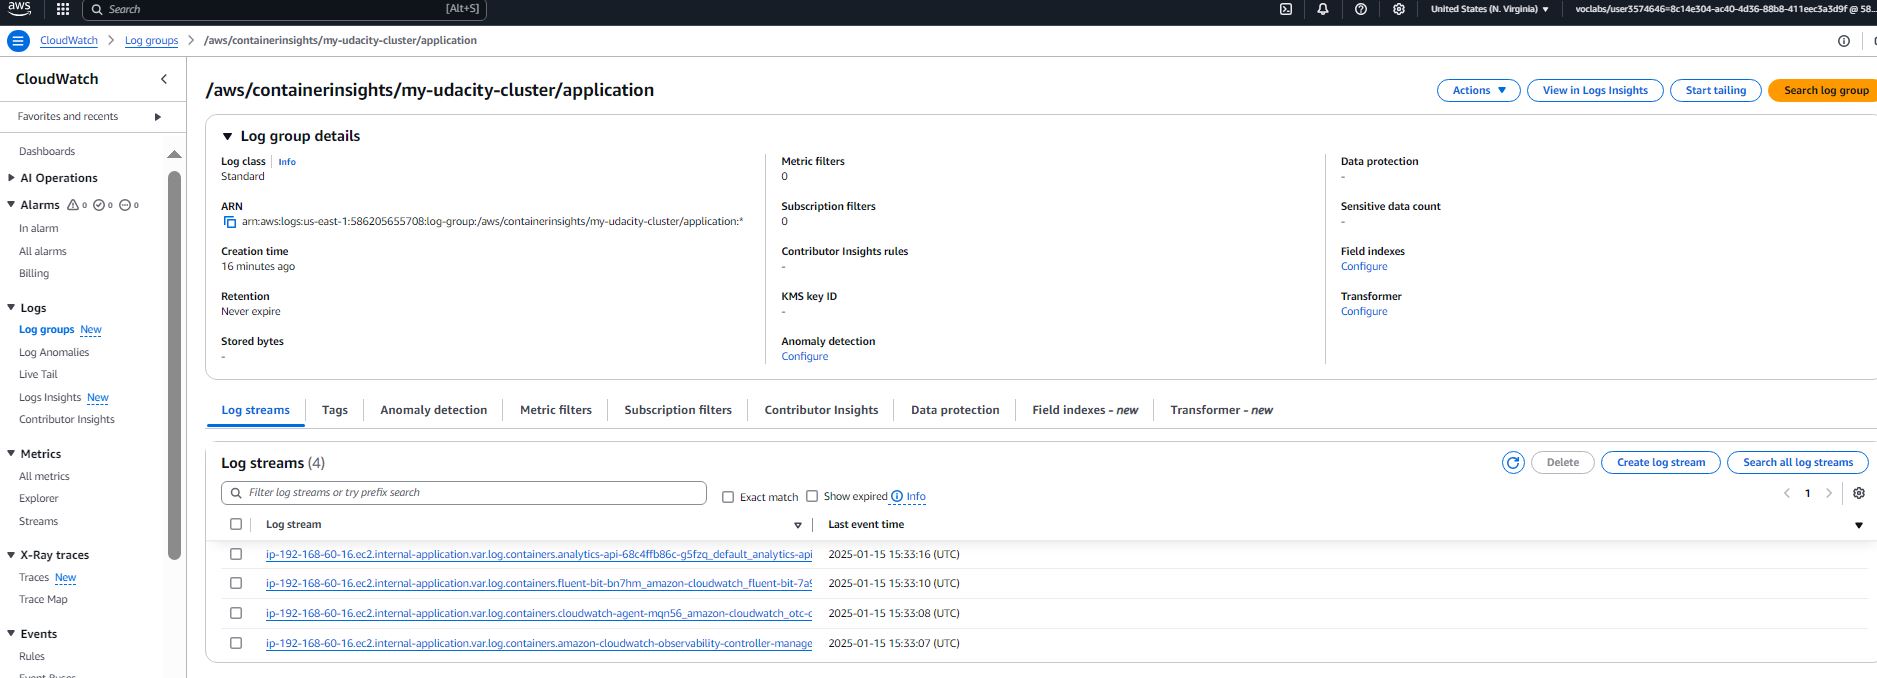 aws
Search [Alt+S]
United States (N. Virginia) ▼
voclabs/user3574646=8c14e304-ac40-4d36-88b8-411eec3a3d9f @ 58...
CloudWatch > Log groups > /aws/containerinsights/my-udacity-cluster/application
CloudWatch
Favorites and recents
Dashboards
AI Operations
Alarms 0 0 0
In alarm
All alarms
Billing
Logs
Log groups New
Log Anomalies
Live Tail
Logs Insights New
Contributor Insights
Metrics
All metrics
Explorer
Streams
X-Ray traces
Traces New
Trace Map
Events
Rules
Event Buses
/aws/containerinsights/my-udacity-cluster/application
Actions ▼
View in Logs Insights
Start tailing
Search log group
Log group details
Log class Info
Standard
ARN
arn:aws:logs:us-east-1:586205655708:log-group:/aws/containerinsights/my-udacity-cluster/application:*
Creation time
16 minutes ago
Retention
Never expire
Stored bytes
-
Metric filters
0
Subscription filters
0
Contributor Insights rules
-
KMS key ID
-
Anomaly detection
Configure
Data protection
-
Sensitive data count
-
Field indexes
Configure
Transformer
Configure
Log streams
Tags
Anomaly detection
Metric filters
Subscription filters
Contributor Insights
Data protection
Field indexes - new
Transformer - new
Log streams (4)
Delete
Create log stream
Search all log streams
Filter log streams or try prefix search
Exact match
Show expired
Info
1
Log stream
Last event time
ip-192-168-60-16.ec2.internal-application.var.log.containers.analytics-api-68c4ffb86c-g5fzq_default_analytics-api 2025-01-15 15:33:16 (UTC)
ip-192-168-60-16.ec2.internal-application.var.log.containers.fluent-bit-bn7hm_amazon-cloudwatch_fluent-bit-7a9 2025-01-15 15:33:10 (UTC)
ip-192-168-60-16.ec2.internal-application.var.log.containers.cloudwatch-agent-mqn56_amazon-cloudwatch_otc-c 2025-01-15 15:33:08 (UTC)
ip-192-168-60-16.ec2.internal-application.var.log.containers.amazon-cloudwatch-observability-controller-manage 2025-01-15 15:33:07 (UTC)